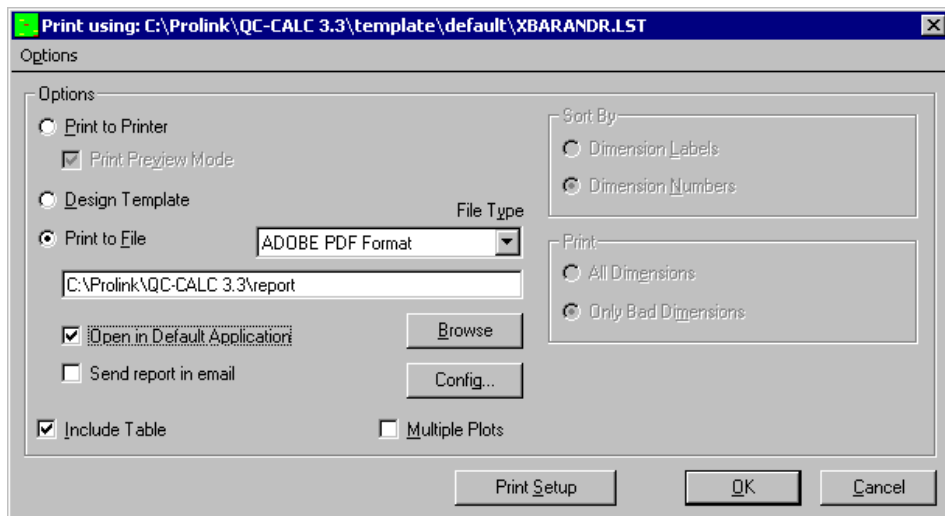 Print using: C:\Prolink\QC-CALC 3.3\template\default\XBARANDR.LST
Options
Options
Print to Printer
Print Preview Mode
Design Template
File Type
Print to File
ADOBE PDF Format
C:\Prolink\QC-CALC 3.3\report
Open in Default Application
Browse
Send report in email
Config...
Include Table
Multiple Plots
Sort By
Dimension Labels
Dimension Numbers
Print
All Dimensions
Only Bad Dimensions
Print Setup
OK
Cancel